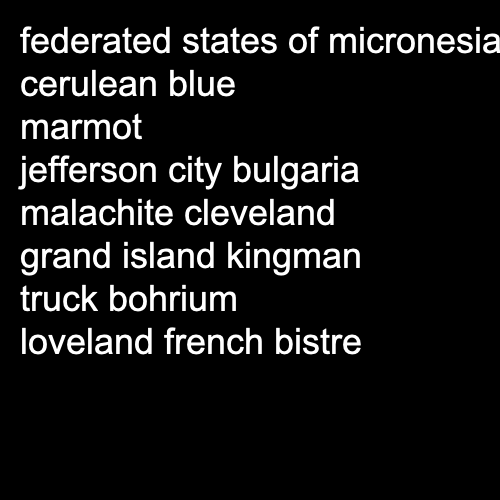 federated states of micronesia
cerulean blue
marmot
jefferson city bulgaria
malachite cleveland
grand island kingman
truck bohrium
loveland french bistre